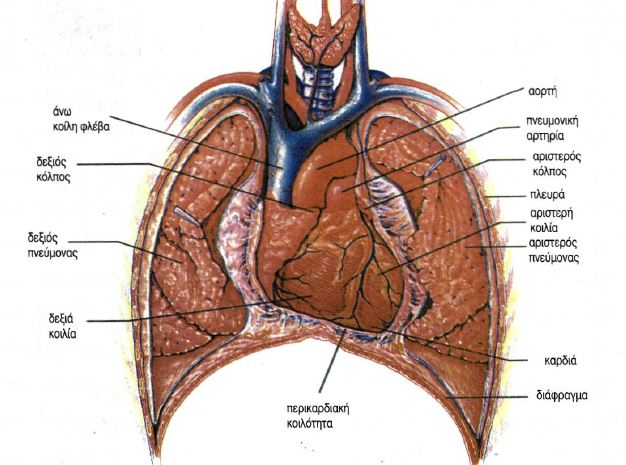 άνω
κοίλη φλέβα
δεξιός
κόλπος
δεξιός
πνεύμονας
δεξιά
κοιλία
περικαρδιακή
κοιλότητα
αορτή
πνευμονική
αρτηρία
αριστερός
κόλπος
πλευρά
αριστερή
κοιλία
αριστερός
πνεύμονας
καρδιά
διάφραγμα